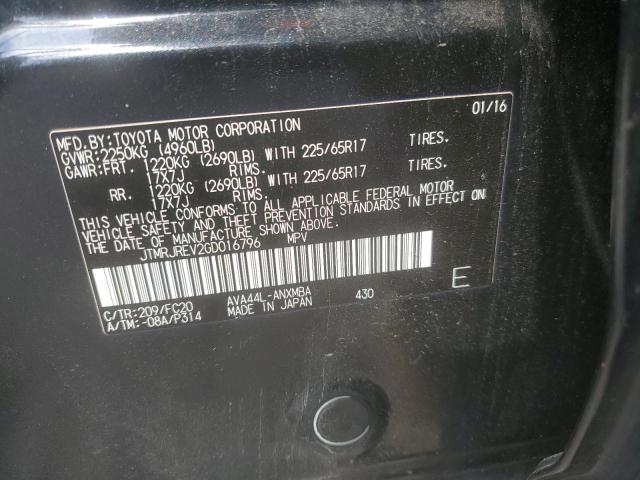 01/16
MFD. BY:TOYOTA MOTOR CORPORATION
GVWR:2250KG (4960LB)
GAWR:FRT. 1220KG (2690LB) WITH 225/65R17 TIRES.
17X7J RIMS.
RR. 1220KG (2690LB) WITH 225/65R17 TIRES.
17X7J RIMS.
THIS VEHICLE CONFORMS TO ALL APPLICABLE FEDERAL MOTOR
VEHICLE SAFETY AND THEFT PREVENTION STANDARDS IN EFFECT ON
THE DATE OF MANUFACTURE SHOWN ABOVE.
JTMRJREV2GD016796 MPV
C/TR:209/FC20 AVA44L-ANXMBA 430 E
A/TM:-08A/P314 MADE IN JAPAN